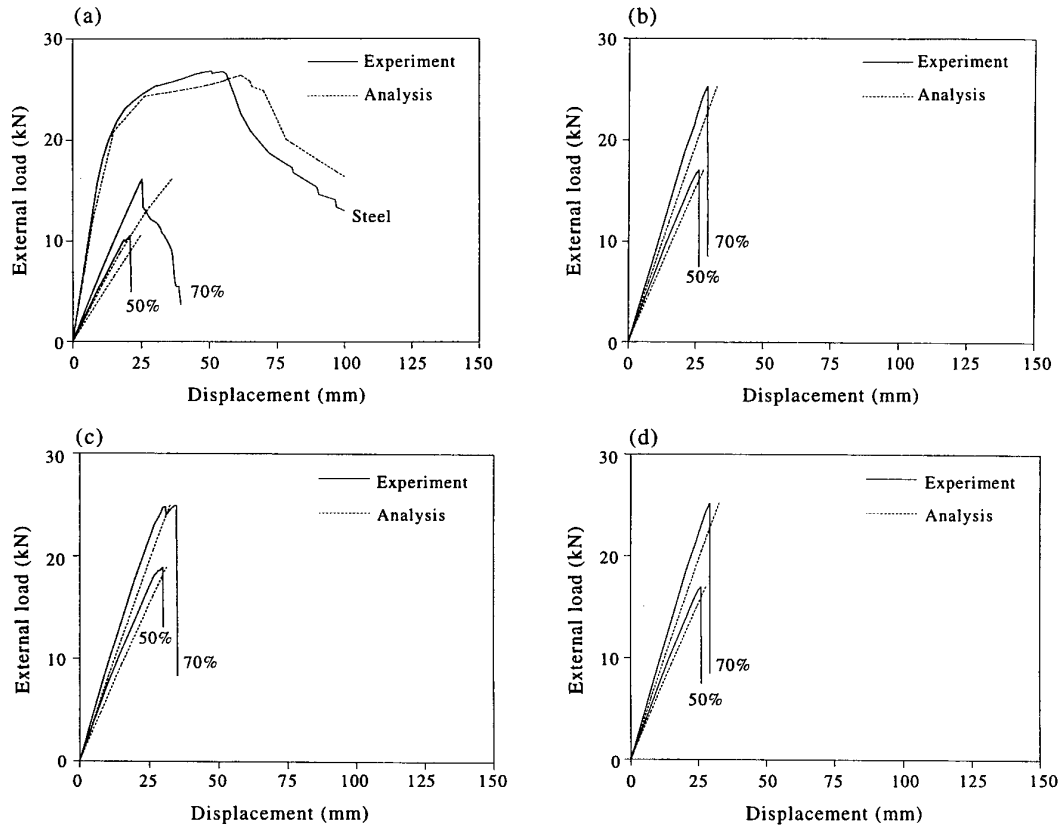 (a)
30
20
10
0
External load (kN)
Experiment
Analysis
Steel
50%
70%
0 25 50 75 100 125 150
Displacement (mm)
(b)
30
20
10
0
External load (kN)
Experiment
Analysis
70%
50%
0 25 50 75 100 125 150
Displacement (mm)
(c)
30
20
10
0
External load (kN)
Experiment
Analysis
50%
70%
0 25 50 75 100 125 150
Displacement (mm)
(d)
30
20
10
0
External load (kN)
Experiment
Analysis
70%
50%
0 25 50 75 100 125 150
Displacement (mm)